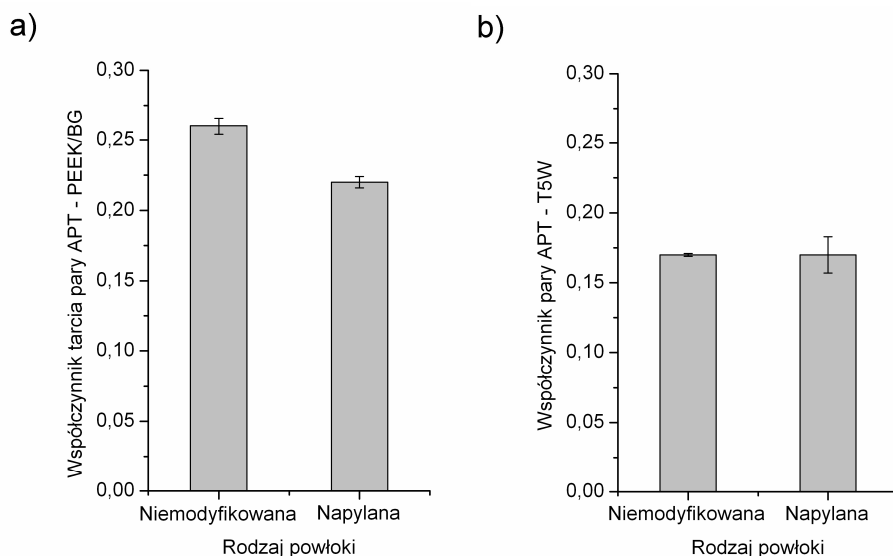 a)
Współczynnik tarcia pary APT - PEEK/BG
0,30
0,25
0,20
0,15
0,10
0,05
0,00
Niemodyfikowana
Napylana
Rodzaj powłoki
b)
Współczynnik pary APT - T5W
0,30
0,25
0,20
0,15
0,10
0,05
0,00
Niemodyfikowana
Napylana
Rodzaj powłoki